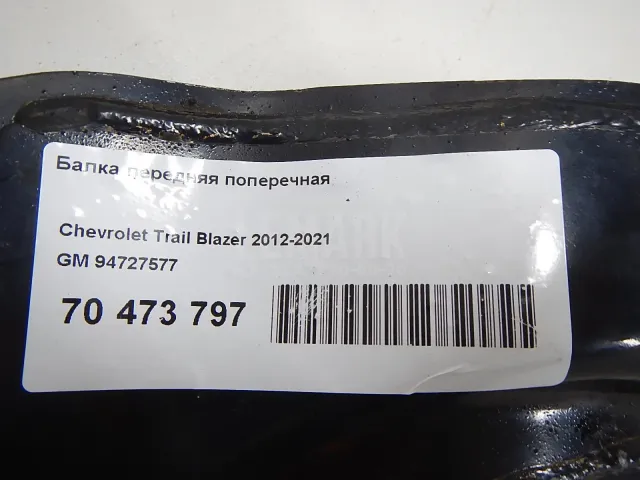 Балка передняя поперечная
Chevrolet Trail Blazer 2012-2021
GM 94727577
70 473 797